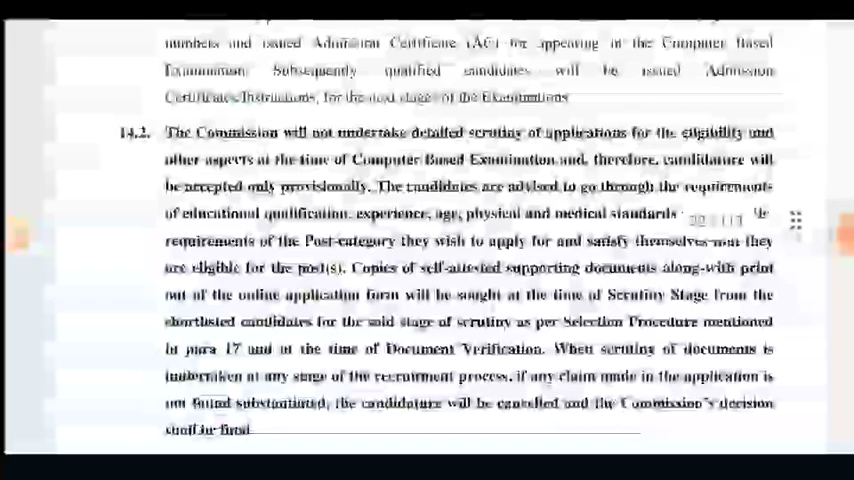 numbers and issued Admission Certificate (AC) for appearing in the Computer Based
Examination. Subsequently qualified candidates will be issued Admission
Certificates/Instructions, for the next stages of the Examinations
14.2. The Commission will not undertake detailed scrutiny of applications for the eligibility and
other aspects at the time of Computer Based Examination and, therefore, candidature will
be accepted only provisionally. The candidates are advised to go through the requirements
of educational qualification, experience, age, physical and medical standards
requirements of the Post-category they wish to apply for and satisfy themselves that they
are eligible for the post(s). Copies of self-attested supporting documents along-with print
out of the online application form will be sought at the time of Scrutiny Stage from the
shortlisted candidates for the said stage of scrutiny as per Selection Procedure mentioned
in para 17 and at the time of Document Verification. When scrutiny of documents is
undertaken at any stage of the recruitment process, if any claim made in the application is
not found substantiated, the candidature will be cancelled and the Commission's decision
shall be final